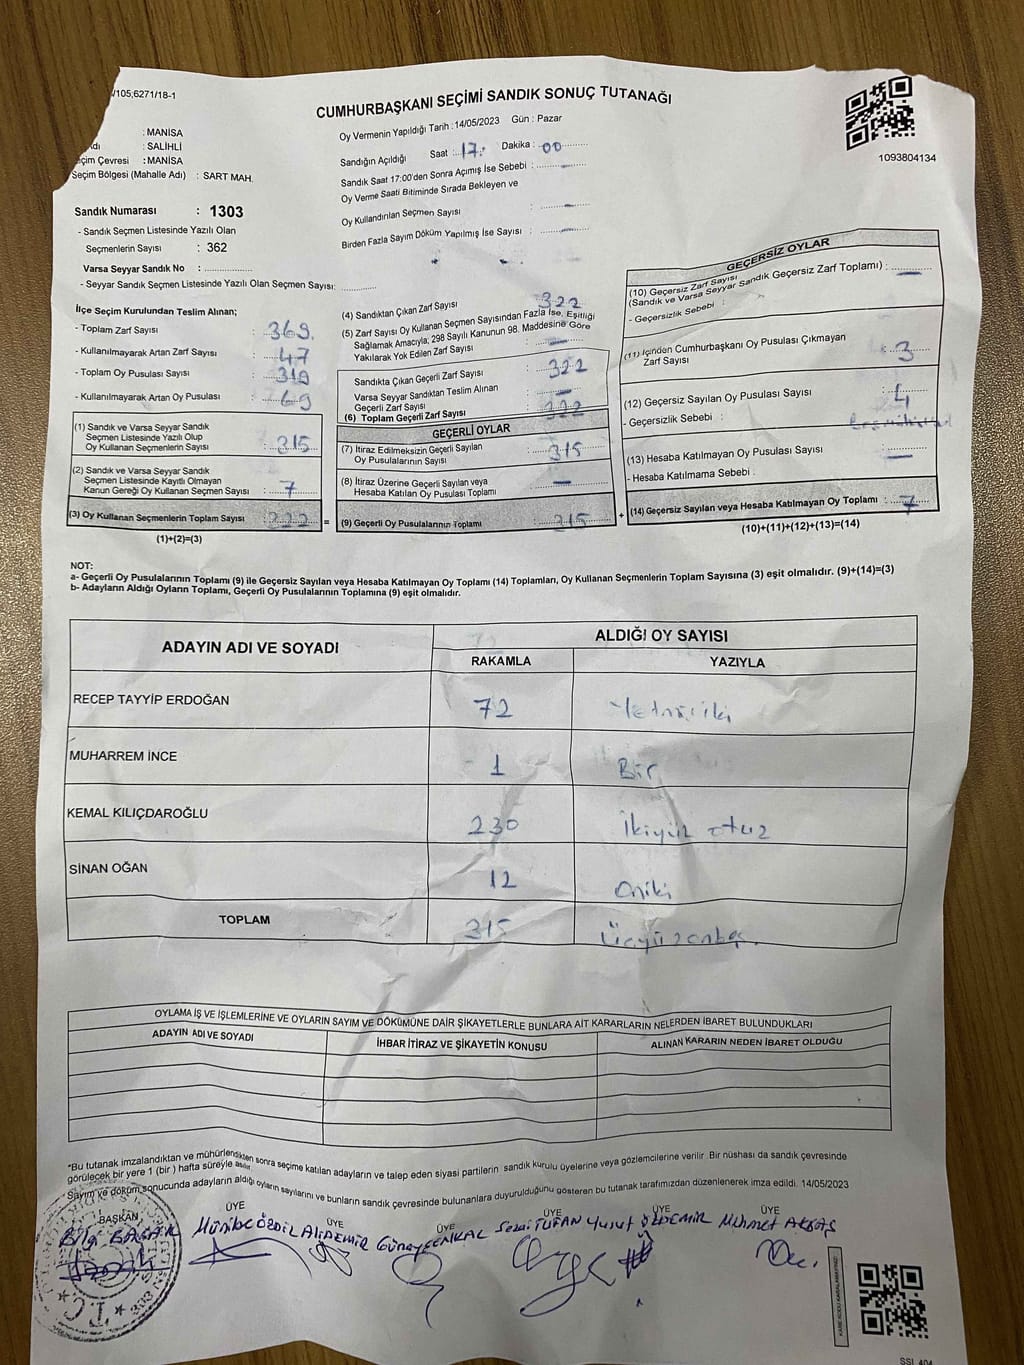 /105;6271/18-1
CUMHURBAŞKANI SEÇİMİ SANDIK SONUÇ TUTANAĞI
1093804134
: MANİSA
: SALİHLİ
eçim Çevresi : MANİSA
Seçim Bölgesi (Mahalle Adı) : SART MAH.
Sandık Numarası : 1303
- Sandık Seçmen Listesinde Yazılı Olan
Seçmenlerin Sayısı : 362
Varsa Seyyar Sandık No :
- Seyyar Sandık Seçmen Listesinde Yazılı Olan Seçmen Sayısı:
Oy Vermenin Yapıldığı Tarih : 14/05/2023 Gün : Pazar
Sandığın Açıldığı Saat : 17: Dakika : 00
Sandık Saat 17:00'den Sonra Açımış İse Sebebi : —
Oy Verme Saati Bitiminde Sırada Bekleyen ve
Oy Kullandırılan Seçmen Sayısı : —
Birden Fazla Sayım Döküm Yapılmış İse Sayısı : —
İlçe Seçim Kurulundan Teslim Alınan;
- Toplam Zarf Sayısı : 369.
- Kullanılmayarak Artan Zarf Sayısı : 47
- Toplam Oy Pusulası Sayısı
- Kullanılmayarak Artan Oy Pusulası : 69
(1) Sandık ve Varsa Seyyar Sandık
Seçmen Listesinde Yazılı Olup
Oy Kullanan Seçmenlerin Sayısı : 315
(2) Sandık ve Varsa Seyyar Sandık
Seçmen Listesinde Kayıtlı Olmayan
Kanun Gereği Oy Kullanan Seçmen Sayısı : 7
(3) Oy Kullanan Seçmenlerin Toplam Sayısı : 322 =
(1)+(2)=(3)
(4) Sandıktan Çıkan Zarf Sayısı 322
(5) Zarf Sayısı Oy Kullanan Seçmen Sayısından Fazla İse, Eşitliği
Sağlamak Amacıyla, 298 Sayılı Kanunun 98. Maddesine Göre
Yakılarak Yok Edilen Zarf Sayısı : —
Sandıkta Çıkan Geçerli Zarf Sayısı : 322
Varsa Seyyar Sandıktan Teslim Alınan
Geçerli Zarf Sayısı : —
(6) Toplam Geçerli Zarf Sayısı : 322
GEÇERLİ OYLAR
(7) İtiraz Edilmeksizin Geçerli Sayılan
Oy Pusulalarının Sayısı : 315
(8) İtiraz Üzerine Geçerli Sayılan veya
Hesaba Katılan Oy Pusulası Toplamı : —
(9) Geçerli Oy Pusulalarının Toplamı : 315 +
GEÇERSİZ OYLAR
(10) Geçersiz Zarf Sayısı
(Sandık ve Varsa Seyyar Sandık Geçersiz Zarf Toplamı) : —
- Geçersizlik Sebebi :
(11) İçinden Cumhurbaşkanı Oy Pusulası Çıkmayan
Zarf Sayısı : 3
(12) Geçersiz Sayılan Oy Pusulası Sayısı : 4
- Geçersizlik Sebebi :
(13) Hesaba Katılmayan Oy Pusulası Sayısı : —
- Hesaba Katılmama Sebebi :
(14) Geçersiz Sayılan veya Hesaba Katılmayan Oy Toplamı : 7
(10)+(11)+(12)+(13)=(14)
NOT:
a- Geçerli Oy Pusulalarının Toplamı (9) ile Geçersiz Sayılan veya Hesaba Katılmayan Oy Toplamı (14) Toplamları, Oy Kullanan Seçmenlerin Toplam Sayısına (3) eşit olmalıdır. (9)+(14)=(3)
b- Adayların Aldığı Oyların Toplamı, Geçerli Oy Pusulalarının Toplamına (9) eşit olmalıdır.
ADAYIN ADI VE SOYADI
ALDIĞI OY SAYISI
RAKAMLA YAZIYLA
RECEP TAYYİP ERDOĞAN 72 Yetmişiki
MUHARREM İNCE 1 Bir
KEMAL KILIÇDAROĞLU 230 İkiyüz otuz
SİNAN OĞAN 12 Oniki
TOPLAM 315 Üçyüzonbeş.
OYLAMA İŞ VE İŞLEMLERİNE VE OYLARIN SAYIM VE DÖKÜMÜNE DAİR ŞİKAYETLERLE BUNLARA AİT KARARLARIN NELERDEN İBARET BULUNDUKLARI
ADAYIN ADI VE SOYADI İHBAR İTİRAZ VE ŞİKAYETİN KONUSU ALINAN KARARIN NEDEN İBARET OLDUĞU
*Bu tutanak imzalandıktan ve mühürlendikten sonra seçime katılan adayların ve talep eden siyasi partilerin sandık kurulu üyelerine veya gözlemcilerine verilir. Bir nüshası da sandık çevresinde
görülecek bir yere 1 (bir) hafta süreyle asılır.
Sayım ve döküm sonucunda adayların aldığı oyların sayılarını ve bunların sandık çevresinde bulunanlara duyurulduğunu gösteren bu tutanak tarafımızdan düzenlenerek imza edildi. 14/05/2023
BAŞKAN ÜYE ÜYE ÜYE ÜYE ÜYE ÜYE
Bilgi BAŞAR Münibe ÖZDİL Ali DEMİR Günay CENİKAL Sezai TUFAN Yusuf ÖZDEMİR Mehmet AKBAŞ
T.C.
SSI 404